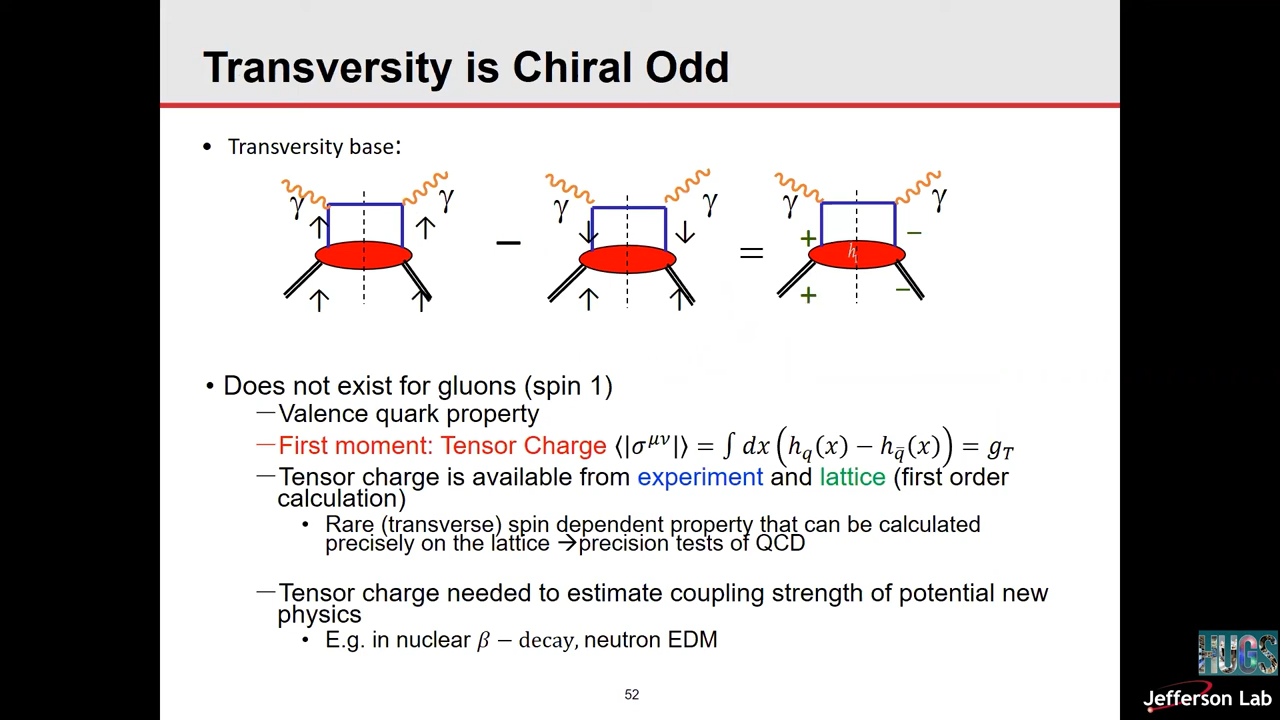 Transversity is Chiral Odd
• Transversity base:
γ γ − γ γ = γ γ
↑ ↑ ↓ ↓ + h −
↑ ↑ ↑ ↑ + −
• Does not exist for gluons (spin 1)
—Valence quark property
—First moment: Tensor Charge ⟨|σ^{μν}|⟩ = ∫ dx (h_q(x) − h_{q̄}(x)) = g_T
—Tensor charge is available from experiment and lattice (first order
calculation)
• Rare (transverse) spin dependent property that can be calculated
precisely on the lattice →precision tests of QCD
—Tensor charge needed to estimate coupling strength of potential new
physics
• E.g. in nuclear β − decay, neutron EDM
52
HUGS
Jefferson Lab